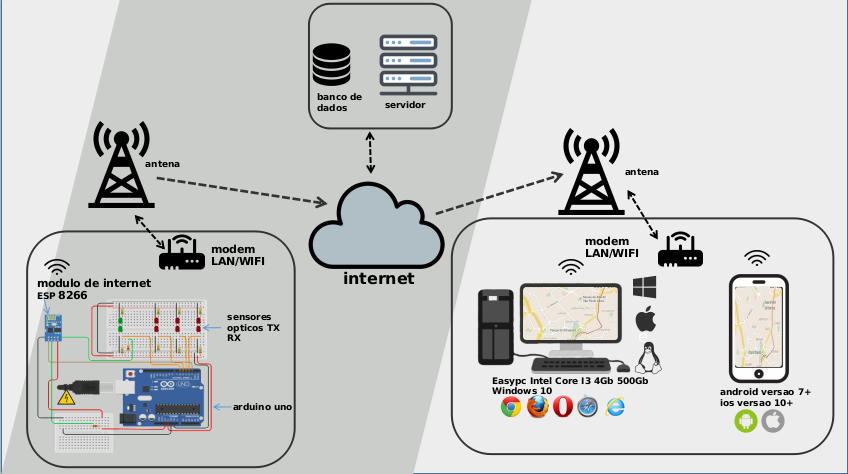 banco de
dados
servidor
antena
antena
internet
modem
LAN/WIFI
modulo de internet
ESP 8266
sensores
opticos TX
RX
arduino uno
modem
LAN/WIFI
Easypc Intel Core I3 4Gb 500Gb
Windows 10
android versao 7+
ios versao 10+